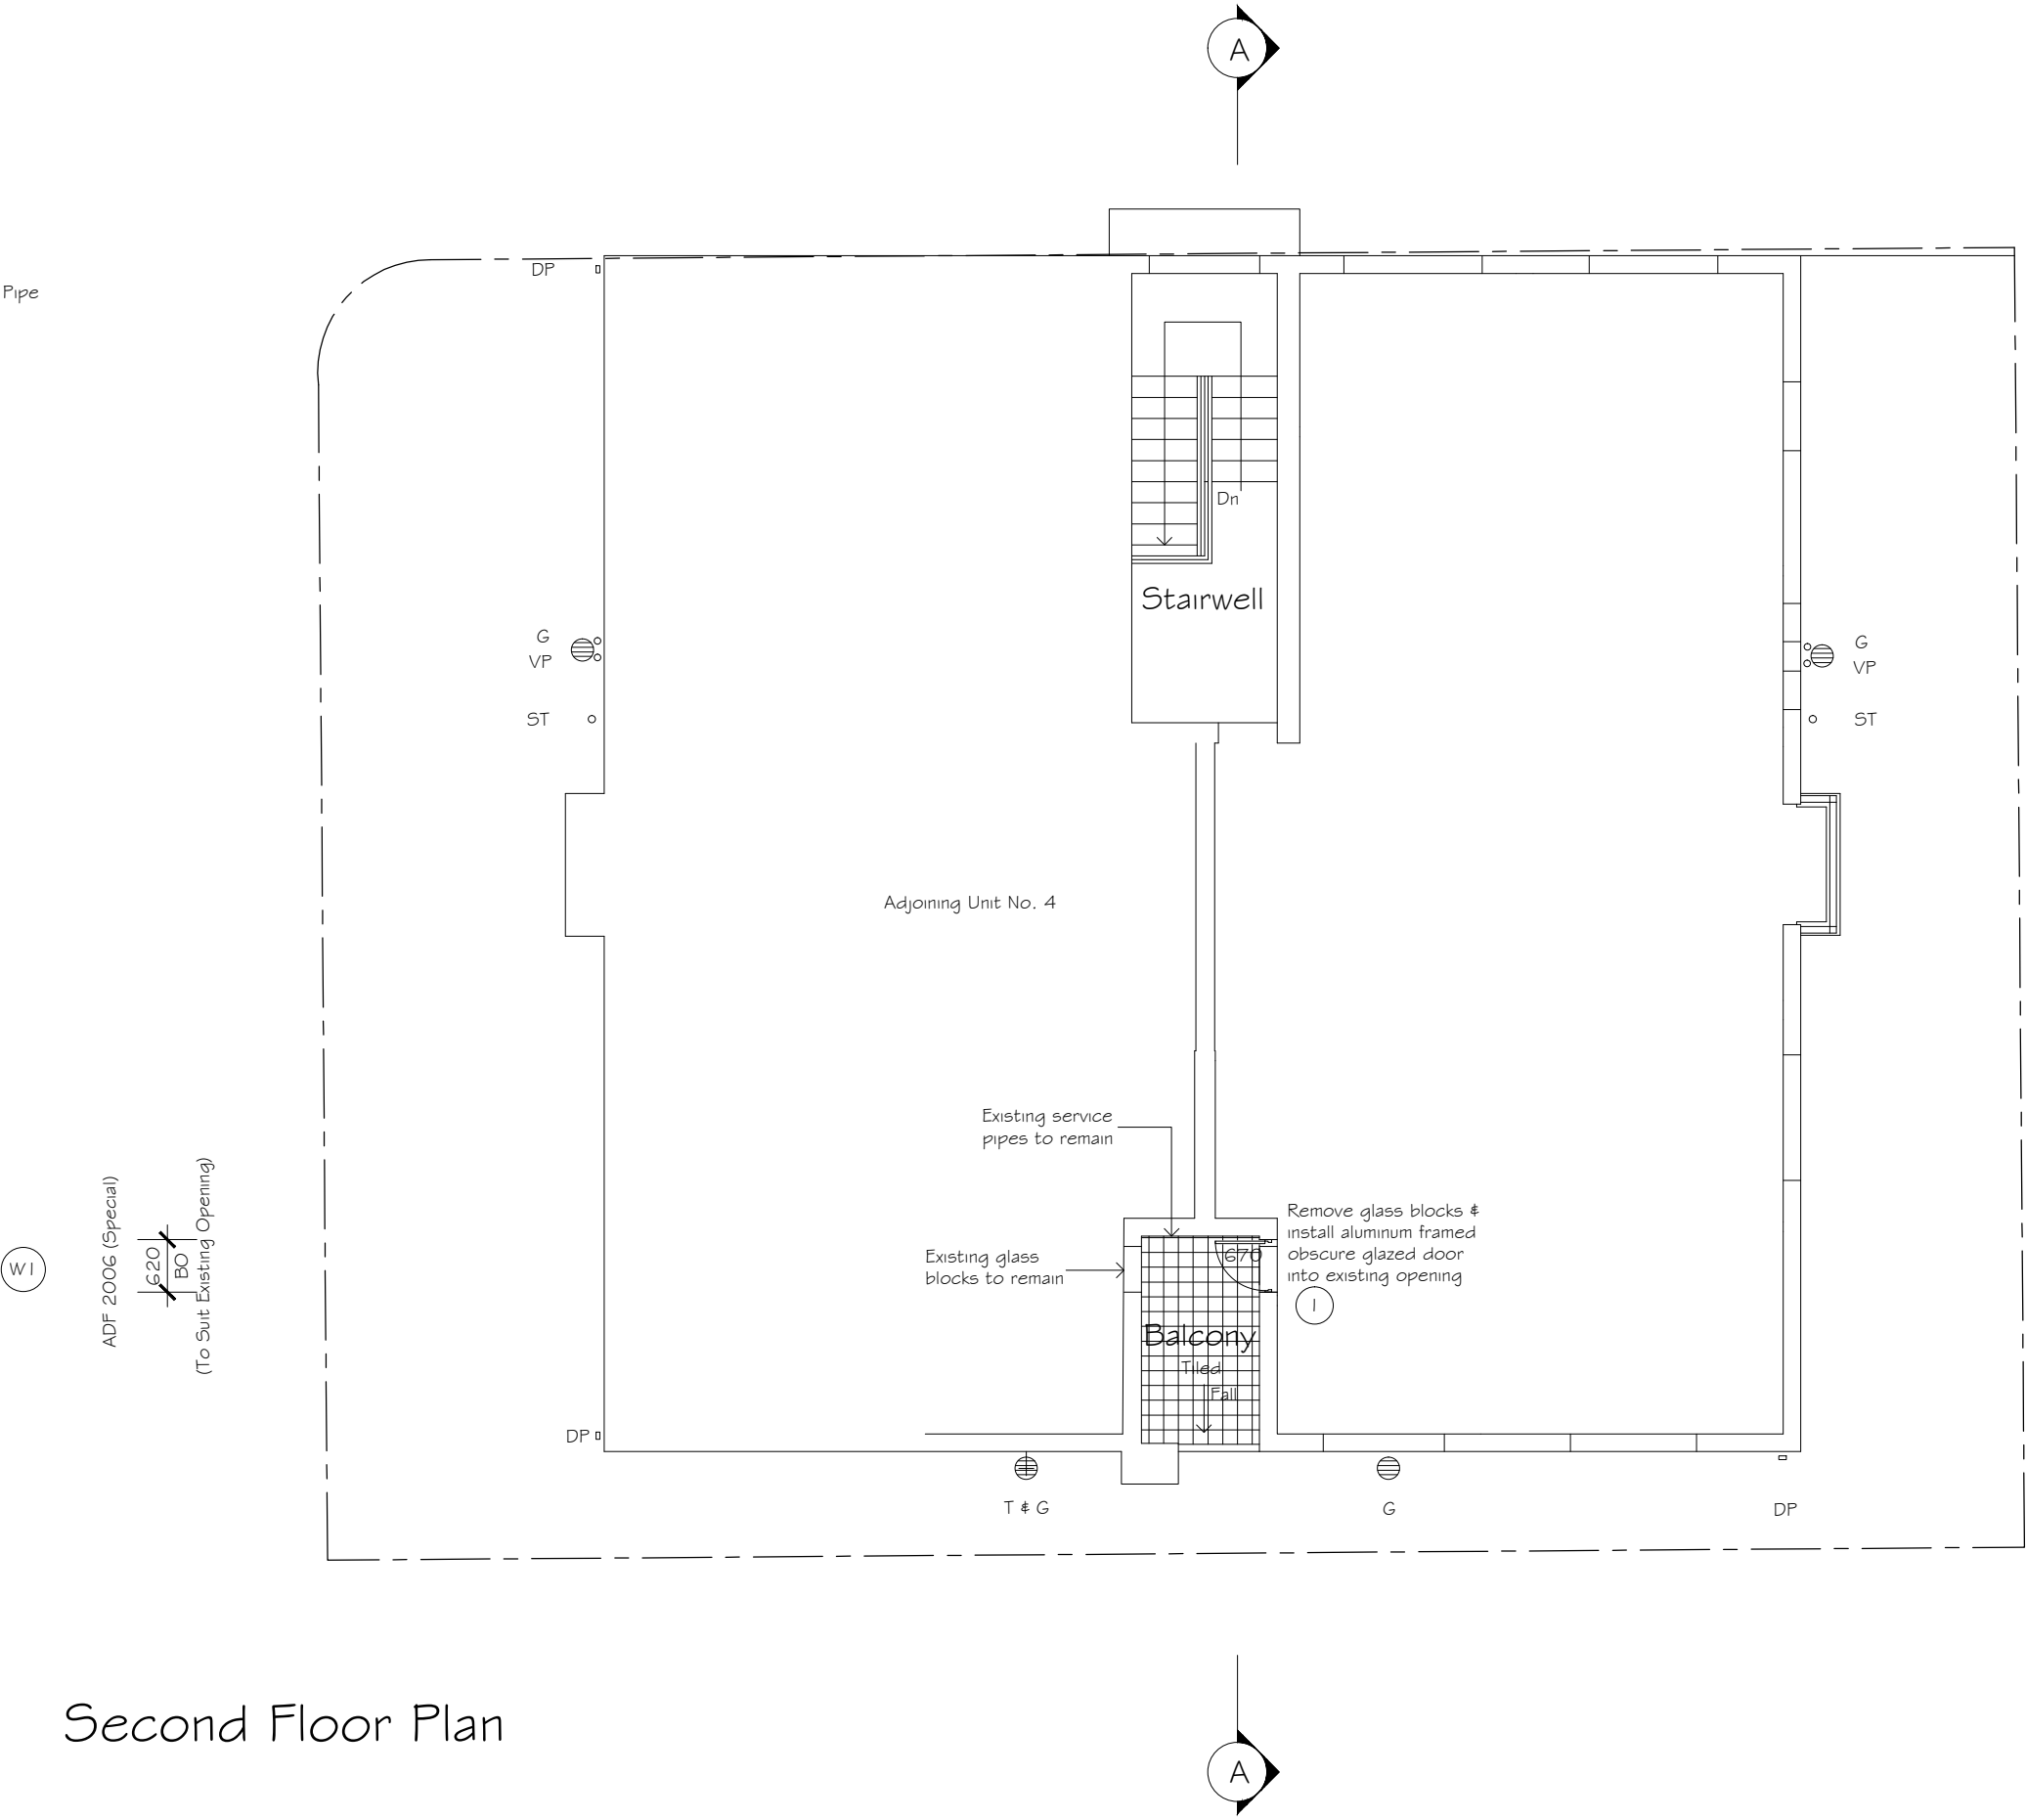 A
DP
Pipe
Dn
Stairwell
G
VP
ST
G
VP
ST
Adjoining Unit No. 4
Existing service
pipes to remain
Existing glass
blocks to remain
Remove glass blocks &
install aluminum framed
obscure glazed door
into existing opening
1
670
Balcony
Tiled
Fall
W1
ADF 2006 (Special)
620
BO
(To Suit Existing Opening)
DP
T & G
G
DP
Second Floor Plan
A